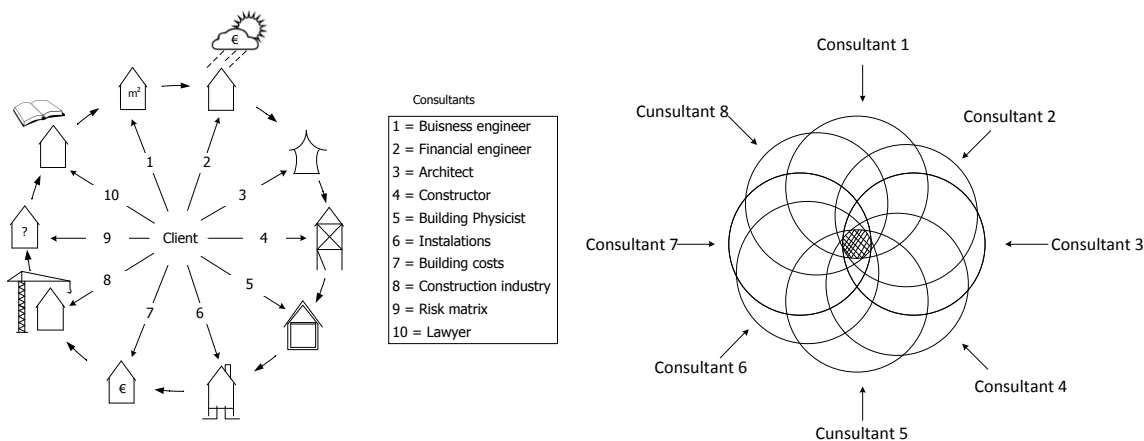 €
m²
1
2
3
10
Client
4
9
?
8
5
7
6
€
Consultants
1 = Buisness engineer
2 = Financial engineer
3 = Architect
4 = Constructor
5 = Building Physicist
6 = Instalations
7 = Building costs
8 = Construction industry
9 = Risk matrix
10 = Lawyer
Consultant 1
Cunsultant 8
Consultant 2
Consultant 7
Consultant 3
Consultant 6
Consultant 4
Consultant 5